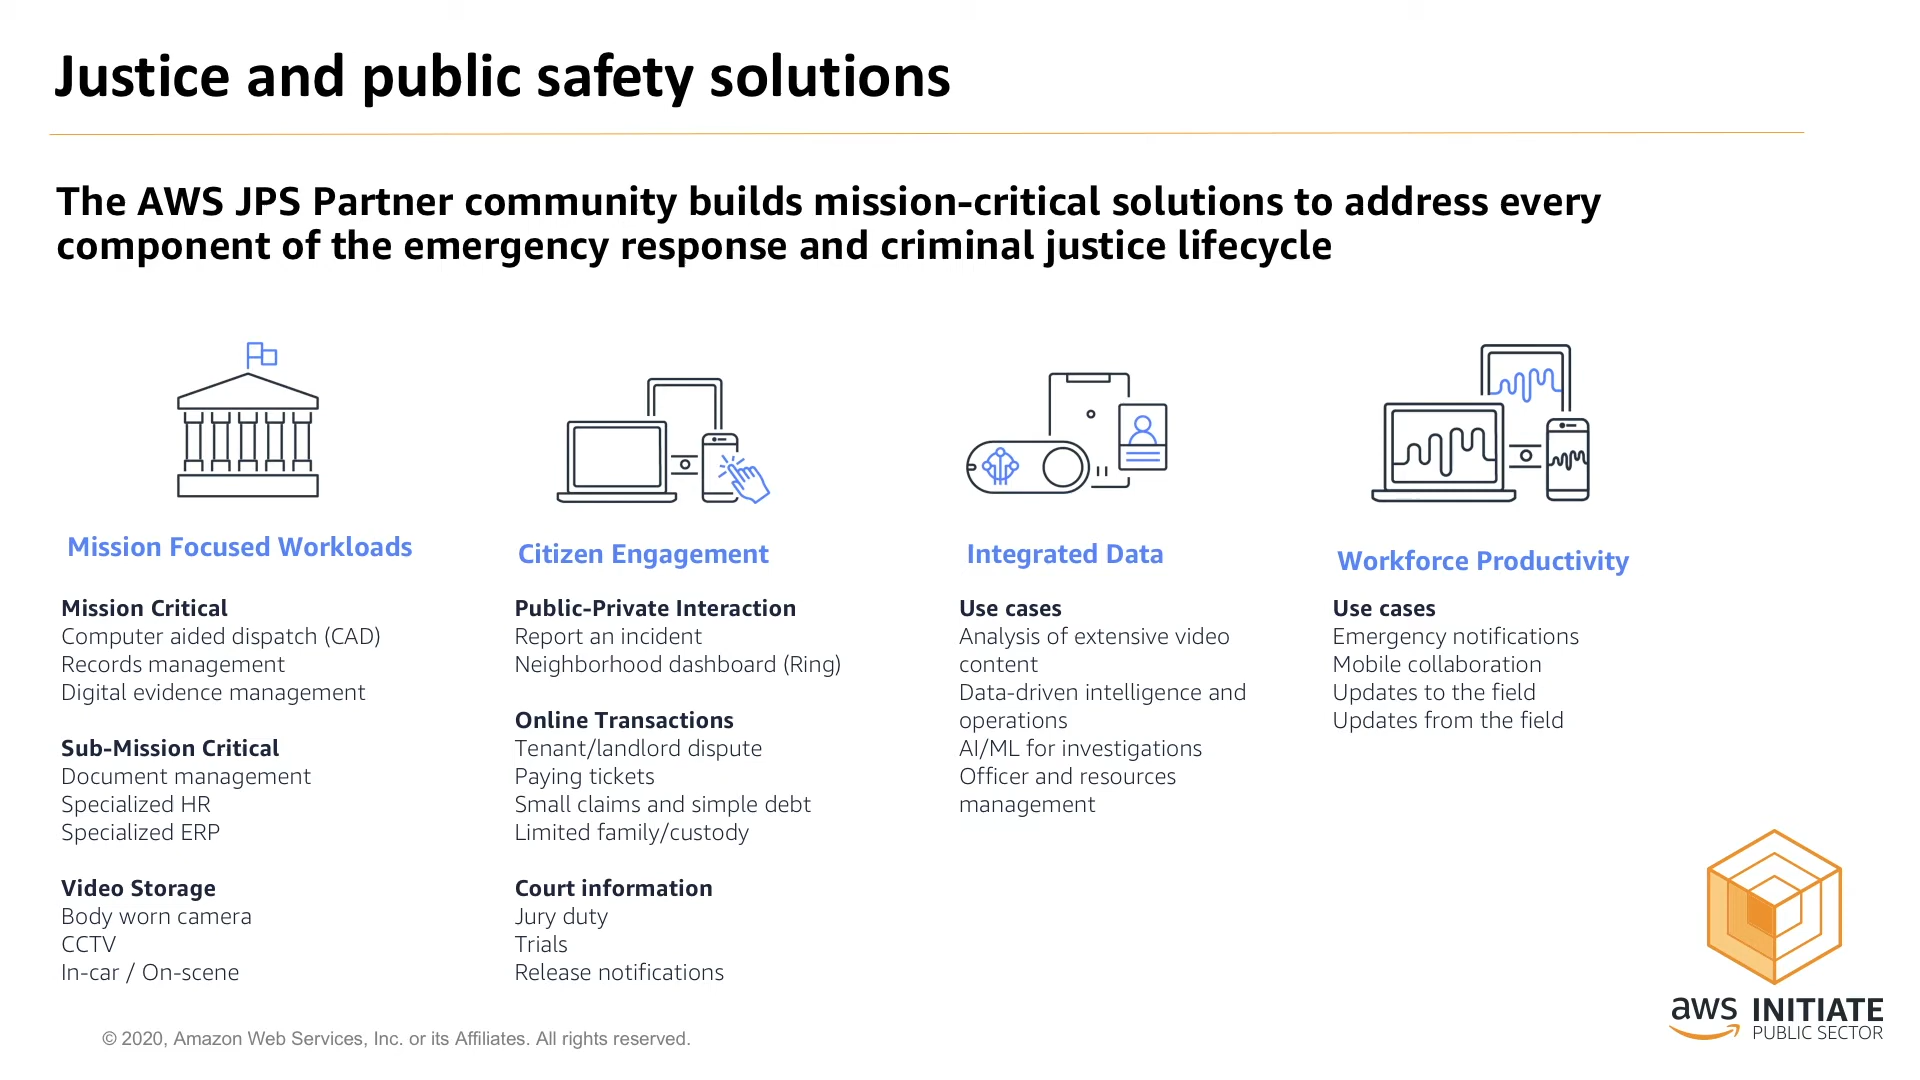 Justice and public safety solutions
The AWS JPS Partner community builds mission-critical solutions to address every
component of the emergency response and criminal justice lifecycle
Mission Focused Workloads
Mission Critical
Computer aided dispatch (CAD)
Records management
Digital evidence management
Sub-Mission Critical
Document management
Specialized HR
Specialized ERP
Video Storage
Body worn camera
CCTV
In-car / On-scene
Citizen Engagement
Public-Private Interaction
Report an incident
Neighborhood dashboard (Ring)
Online Transactions
Tenant/landlord dispute
Paying tickets
Small claims and simple debt
Limited family/custody
Court information
Jury duty
Trials
Release notifications
Integrated Data
Use cases
Analysis of extensive video
content
Data-driven intelligence and
operations
AI/ML for investigations
Officer and resources
management
Workforce Productivity
Use cases
Emergency notifications
Mobile collaboration
Updates to the field
Updates from the field
aws INITIATE
PUBLIC SECTOR
© 2020, Amazon Web Services, Inc. or its Affiliates. All rights reserved.